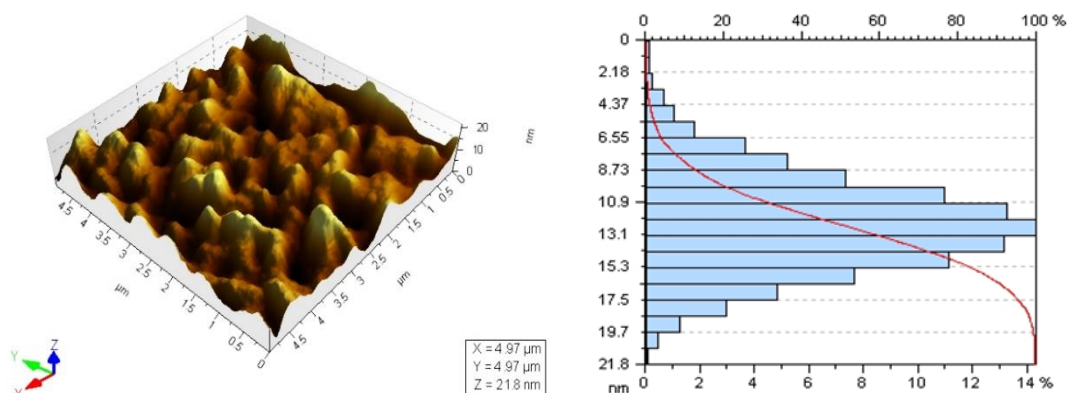 20
10
0
nm
4.5
4
3.5
3
2.5
2
1.5
1
0.5
0
µm
4.5
4
3.5
3
2.5
2
1.5
1
0.5
0
µm
Z
Y
X
X = 4.97 µm
Y = 4.97 µm
Z = 21.8 nm
0 20 40 60 80 100 %
0
2.18
4.37
6.55
8.73
10.9
13.1
15.3
17.5
19.7
21.8
nm
0 2 4 6 8 10 12 14 %